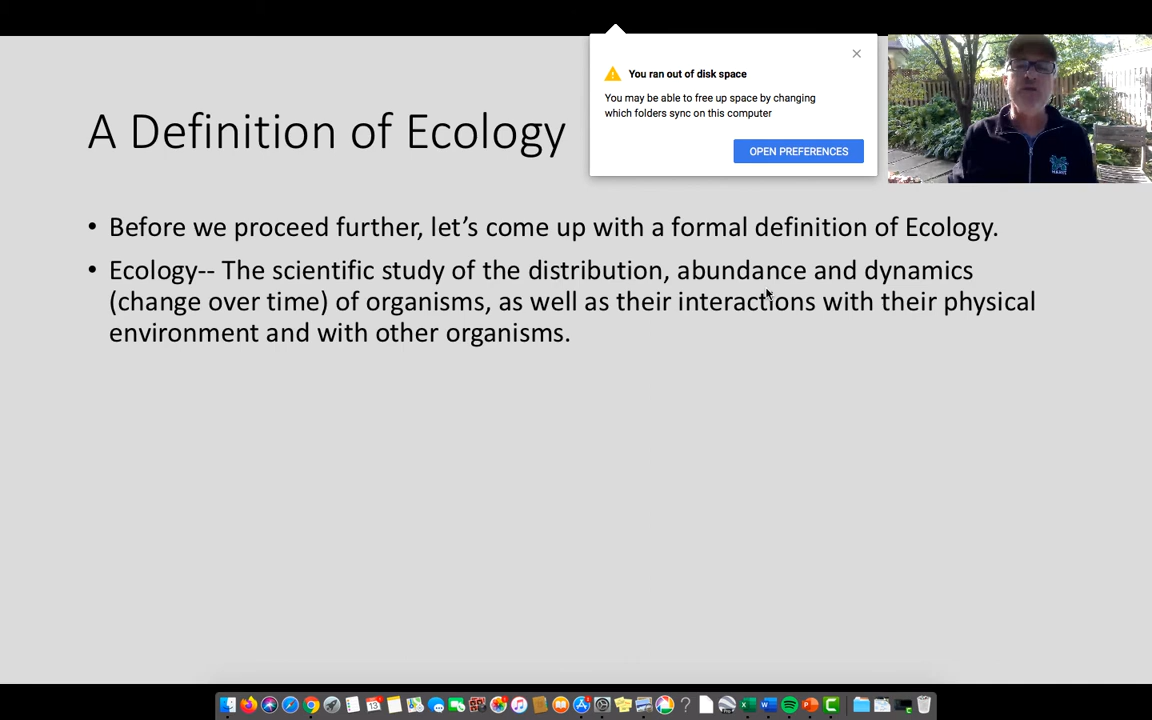 You ran out of disk space
You may be able to free up space by changing
which folders sync on this computer
OPEN PREFERENCES
A Definition of Ecology
• Before we proceed further, let's come up with a formal definition of Ecology.
• Ecology-- The scientific study of the distribution, abundance and dynamics
(change over time) of organisms, as well as their interactions with their physical
environment and with other organisms.